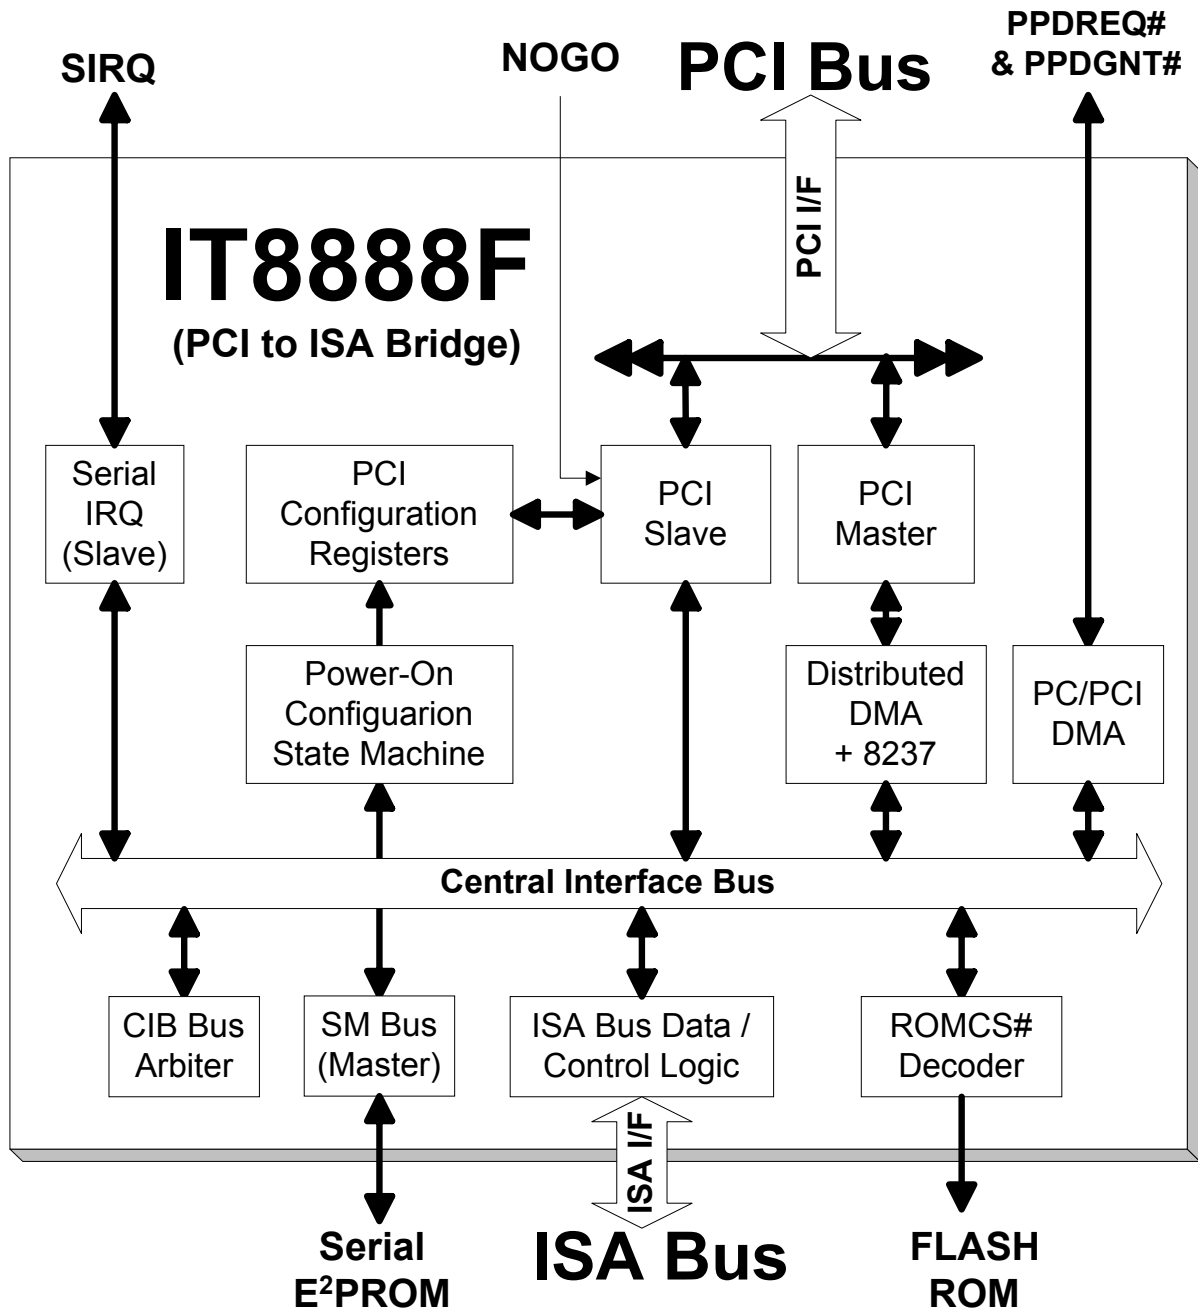 SIRQ
NOGO
PCI Bus
PPDREQ#
& PPDGNT#
PCI I/F
IT8888F
(PCI to ISA Bridge)
Serial
IRQ
(Slave)
PCI
Configuration
Registers
PCI
Slave
PCI
Master
Power-On
Configuarion
State Machine
Distributed
DMA
+ 8237
PC/PCI
DMA
Central Interface Bus
CIB Bus
Arbiter
SM Bus
(Master)
ISA Bus Data /
Control Logic
ROMCS#
Decoder
ISA I/F
Serial
E²PROM
ISA Bus
FLASH
ROM